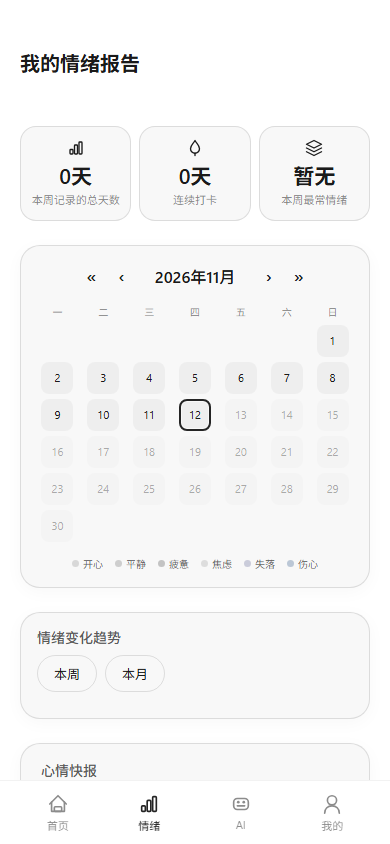 我的情绪报告
0天
0天
暂无
本周记录的总天数
连续打卡
本周最常情绪
« ‹ 2026年11月 › »
一 二 三 四 五 六 日
1
2 3 4 5 6 7 8
9 10 11 12 13 14 15
16 17 18 19 20 21 22
23 24 25 26 27 28 29
30
开心 平静 疲意 焦虑 失落 伤心
情绪变化趋势
本周 本月
心情快报
首页 情绪 AI 我的